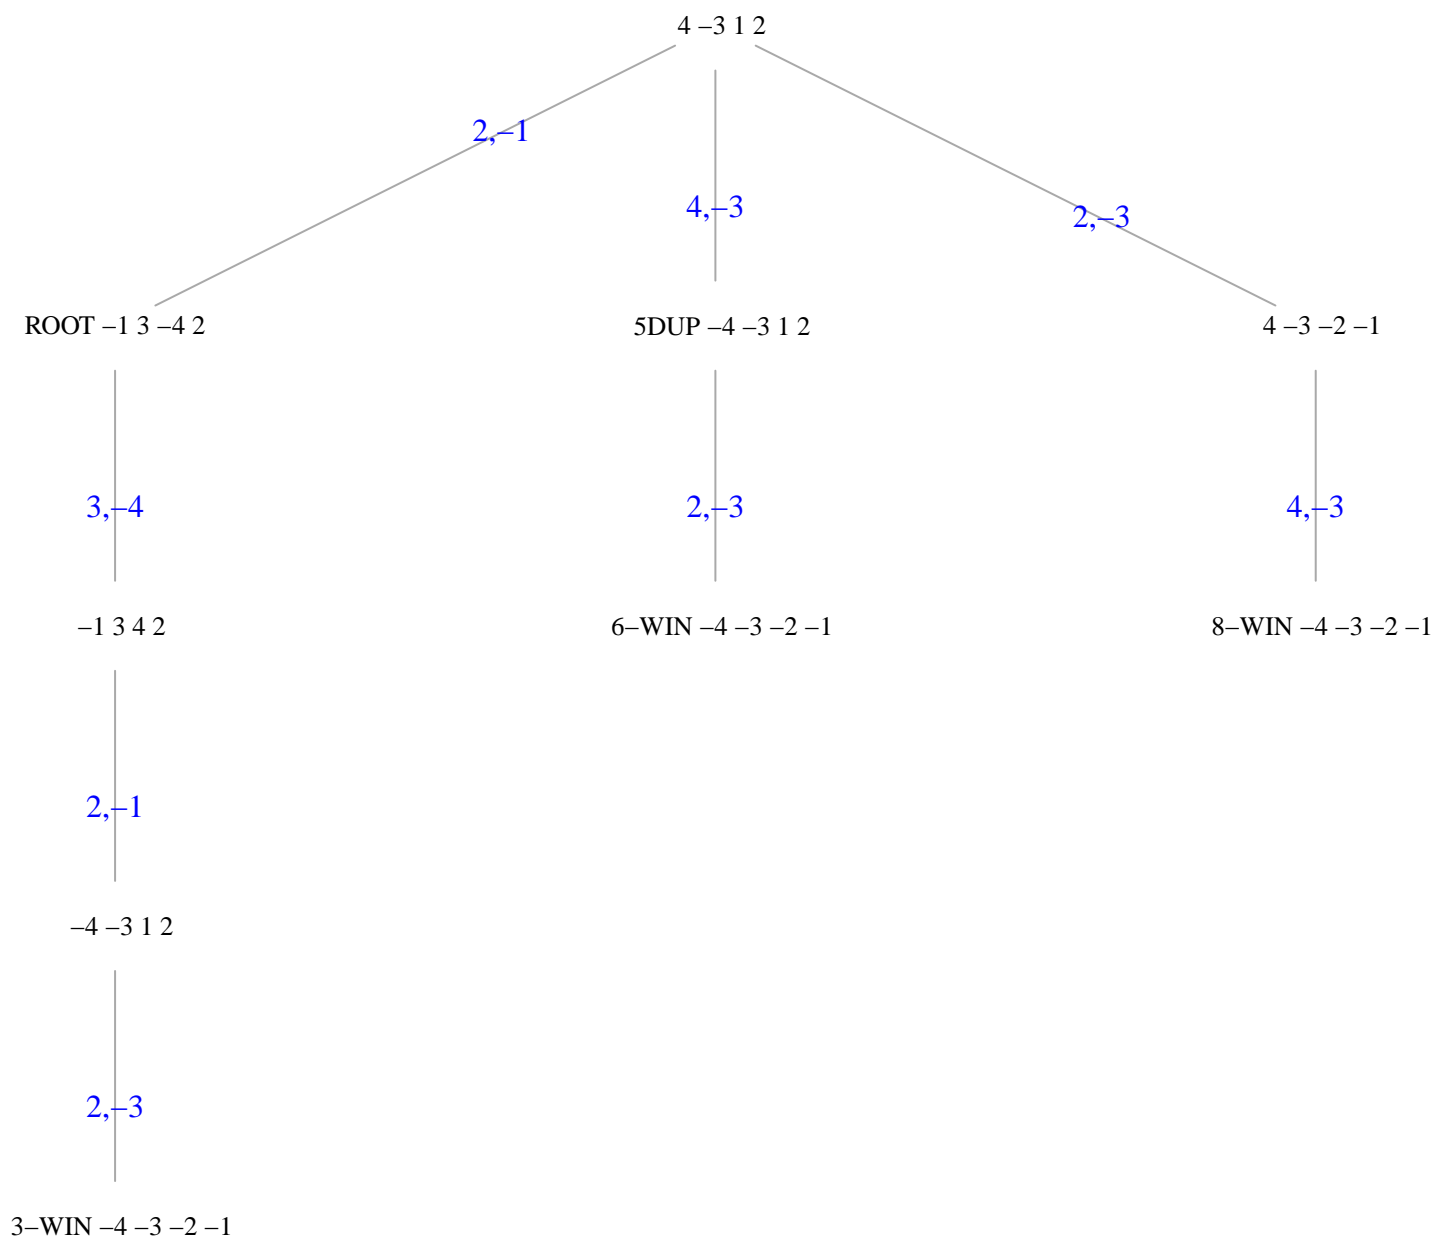 4 –3 1 2
2,–1
4,–3
2,–3
ROOT –1 3 –4 2
5DUP –4 –3 1 2
4 –3 –2 –1
3,–4
2,–3
4,–3
–1 3 4 2
6–WIN –4 –3 –2 –1
8–WIN –4 –3 –2 –1
2,–1
–4 –3 1 2
2,–3
3–WIN –4 –3 –2 –1